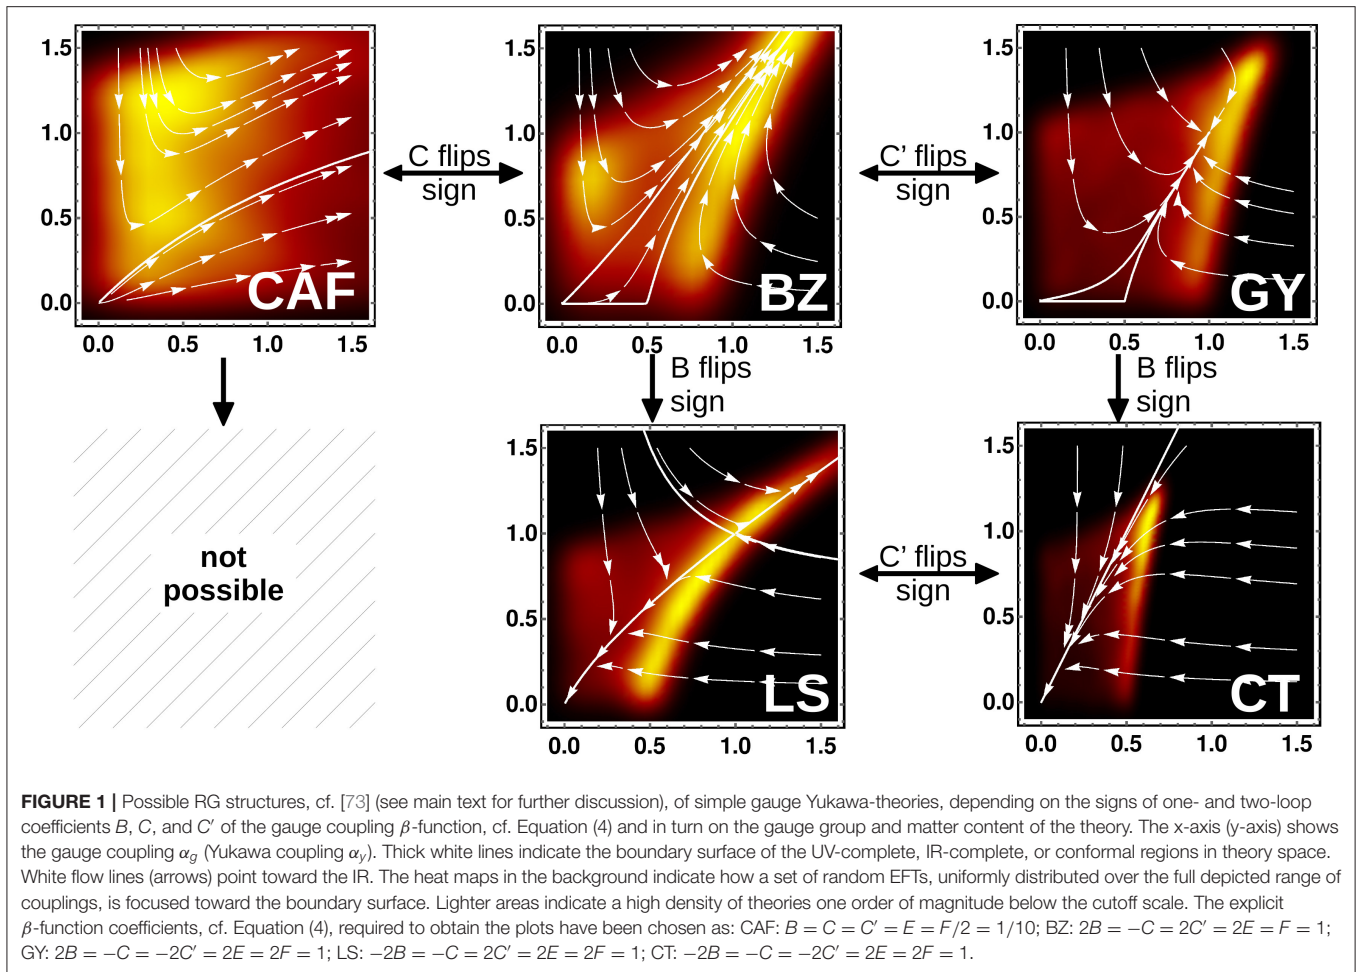 1.5
1.0
0.5
0.0
0.0 0.5 1.0 1.5
CAF
C flips
sign
1.5
1.0
0.5
0.0
0.0 0.5 1.0 1.5
BZ
C' flips
sign
1.5
1.0
0.5
0.0
0.0 0.5 1.0 1.5
GY
B flips
sign
B flips
sign
not
possible
1.5
1.0
0.5
0.0
0.0 0.5 1.0 1.5
LS
C' flips
sign
1.5
1.0
0.5
0.0
0.0 0.5 1.0 1.5
CT
FIGURE 1 | Possible RG structures, cf. [73] (see main text for further discussion), of simple gauge Yukawa-theories, depending on the signs of one- and two-loop
coefficients B, C, and C′ of the gauge coupling β-function, cf. Equation (4) and in turn on the gauge group and matter content of the theory. The x-axis (y-axis) shows
the gauge coupling αg (Yukawa coupling αy). Thick white lines indicate the boundary surface of the UV-complete, IR-complete, or conformal regions in theory space.
White flow lines (arrows) point toward the IR. The heat maps in the background indicate how a set of random EFTs, uniformly distributed over the full depicted range of
couplings, is focused toward the boundary surface. Lighter areas indicate a high density of theories one order of magnitude below the cutoff scale. The explicit
β-function coefficients, cf. Equation (4), required to obtain the plots have been chosen as: CAF: B = C = C′ = E = F/2 = 1/10; BZ: 2B = −C = 2C′ = 2E = F = 1;
GY: 2B = −C = −2C′ = 2E = 2F = 1; LS: −2B = −C = 2C′ = 2E = 2F = 1; CT: −2B = −C = −2C′ = 2E = 2F = 1.